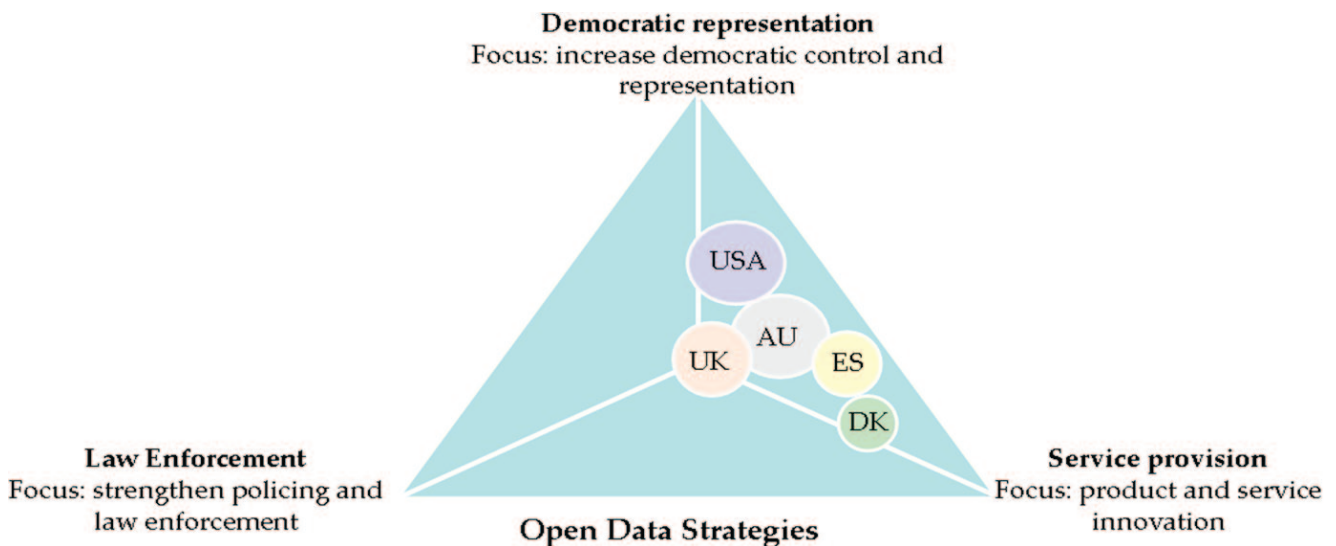 Democratic representation
Focus: increase democratic control and
representation
USA
AU
UK
ES
DK
Law Enforcement
Focus: strengthen policing and
law enforcement
Service provision
Focus: product and service
innovation
Open Data Strategies